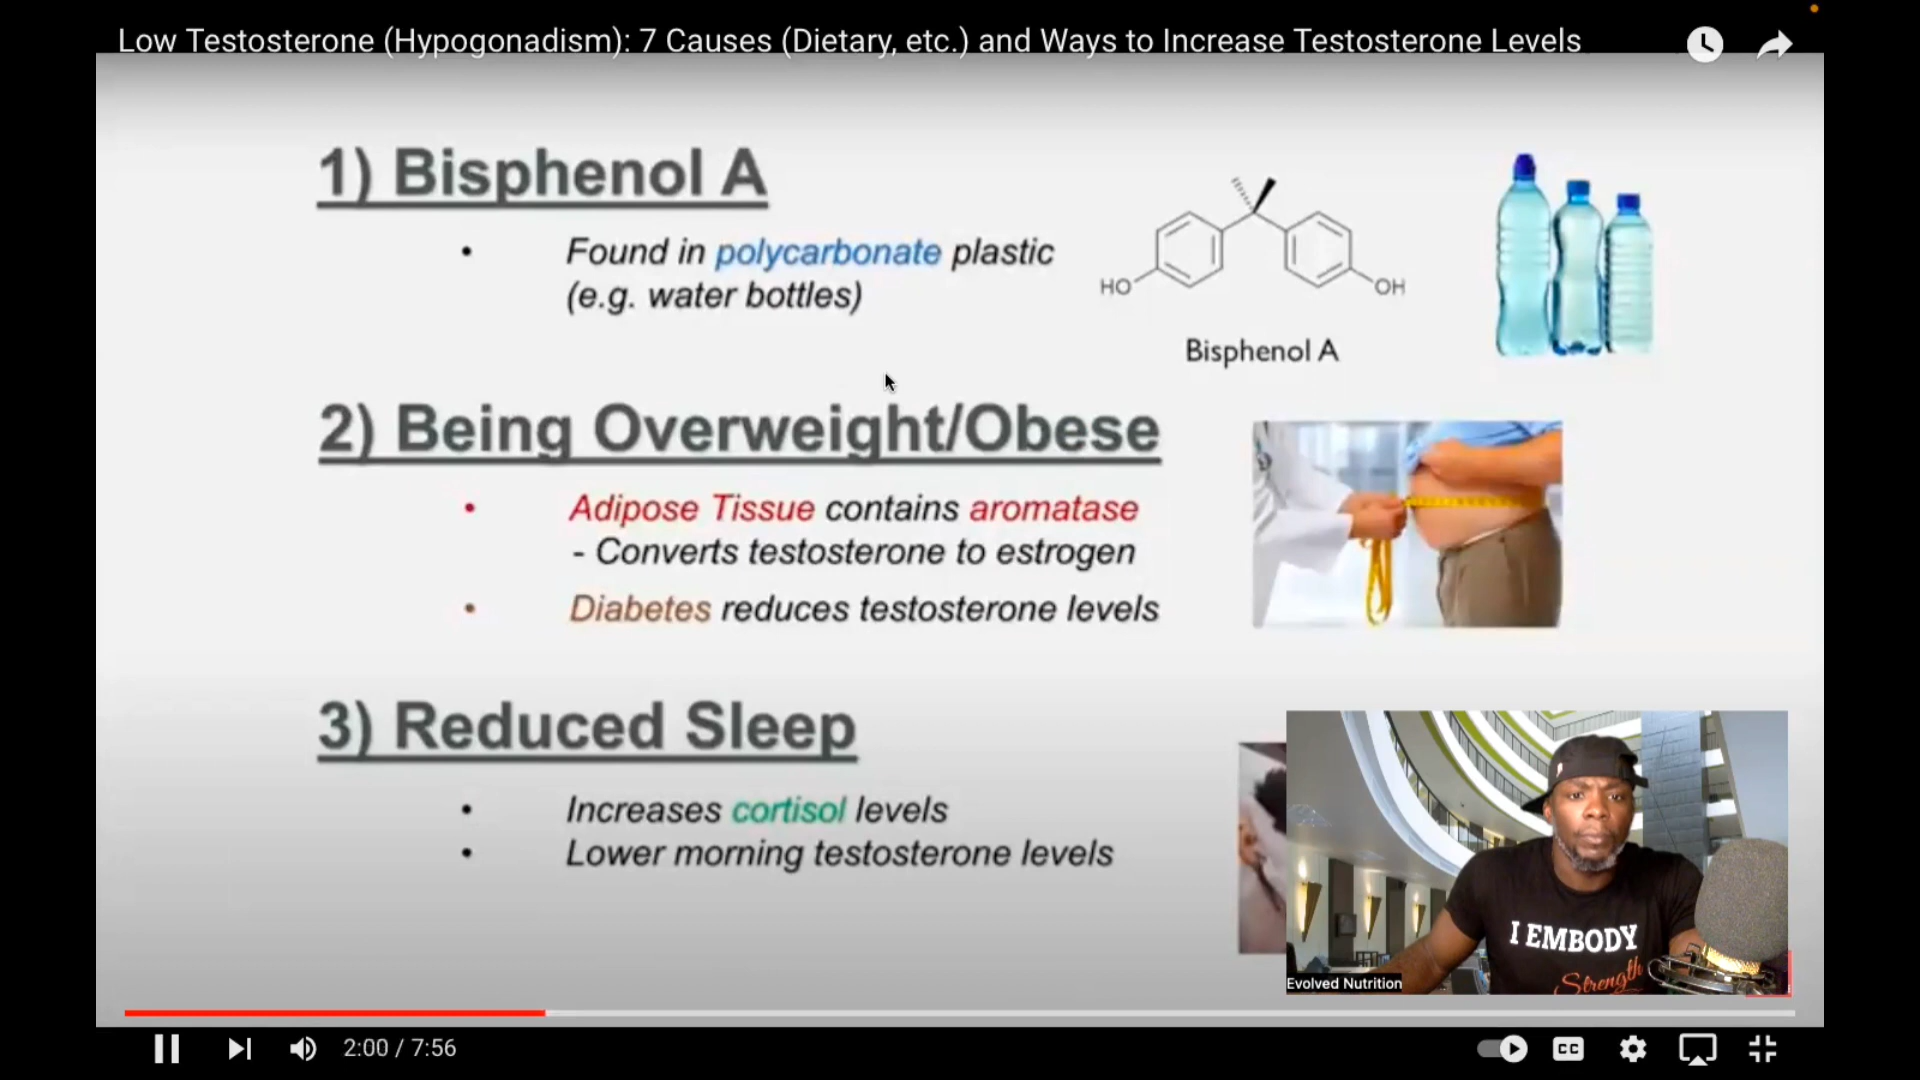 Low Testosterone (Hypogonadism): 7 Causes (Dietary, etc.) and Ways to Increase Testosterone Levels
1) Bisphenol A
• Found in polycarbonate plastic
(e.g. water bottles)
HO
OH
Bisphenol A
2) Being Overweight/Obese
• Adipose Tissue contains aromatase
- Converts testosterone to estrogen
• Diabetes reduces testosterone levels
3) Reduced Sleep
• Increases cortisol levels
• Lower morning testosterone levels
I EMBODY
Strength
Evolved Nutrition
2:00 / 7:56
CC